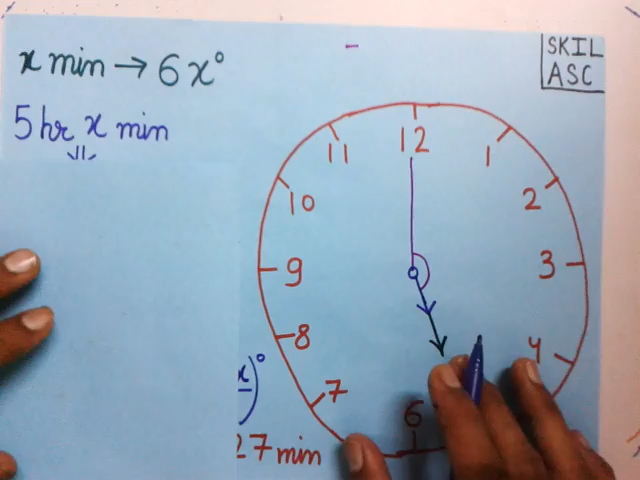 x min → 6x°
5 hr x min
SKIL
ASC
12
11
1
10
2
9
3
8
4
7
6
x)°
27 min